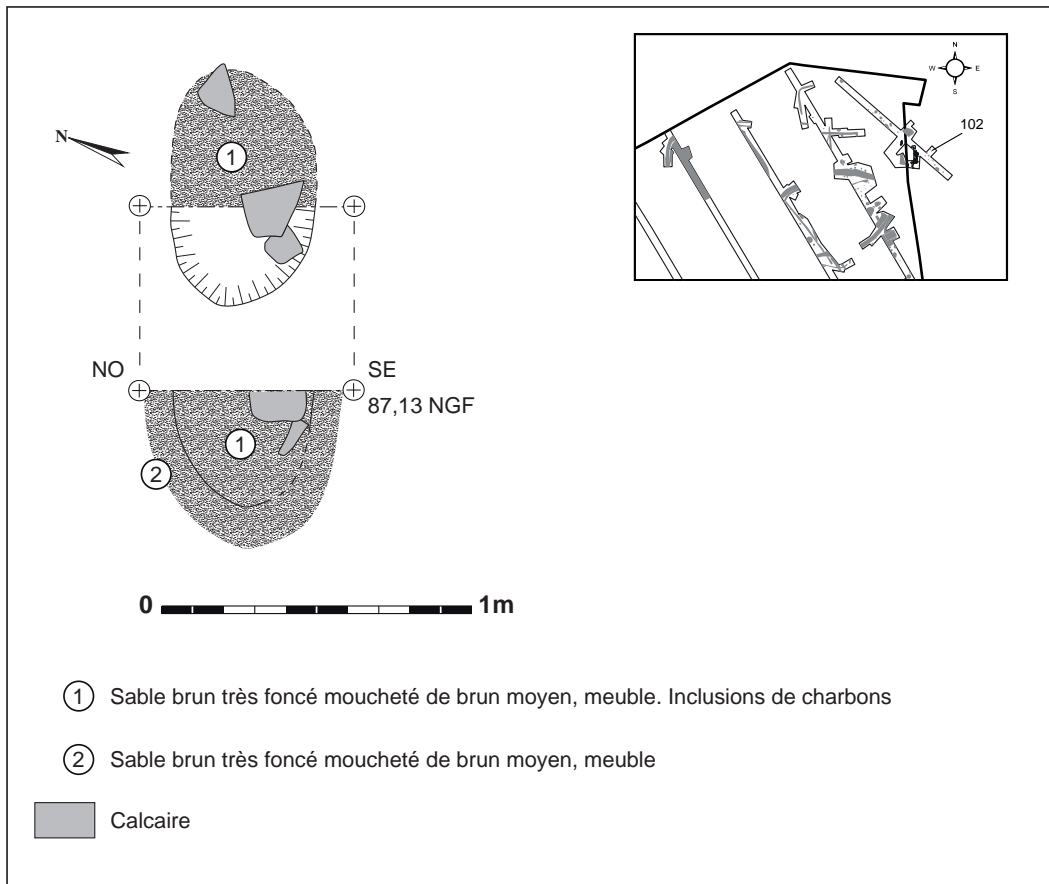 N
1
N
W E
S
102
NO SE
87,13 NGF
1
2
0 1m
1 Sable brun très foncé moucheté de brun moyen, meuble. Inclusions de charbons
2 Sable brun très foncé moucheté de brun moyen, meuble
Calcaire